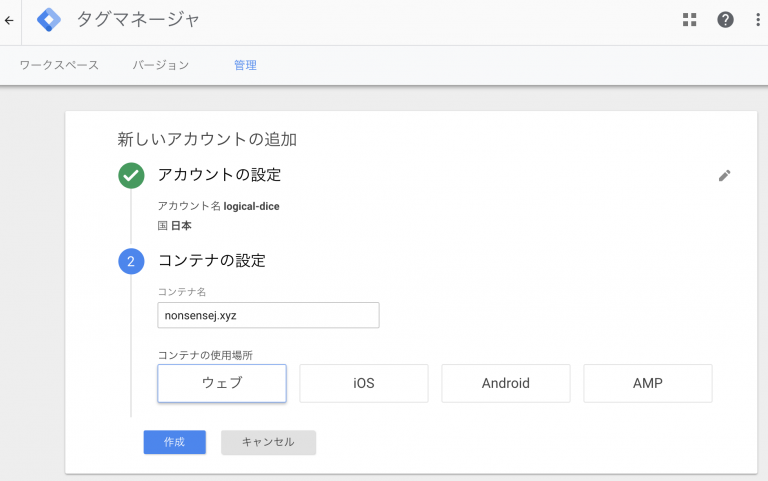 タグマネージャ
ワークスペース バージョン 管理
新しいアカウントの追加
アカウントの設定
アカウント名 logical-dice
国 日本
2 コンテナの設定
コンテナ名
nonsensej.xyz
コンテナの使用場所
ウェブ iOS Android AMP
作成 キャンセル